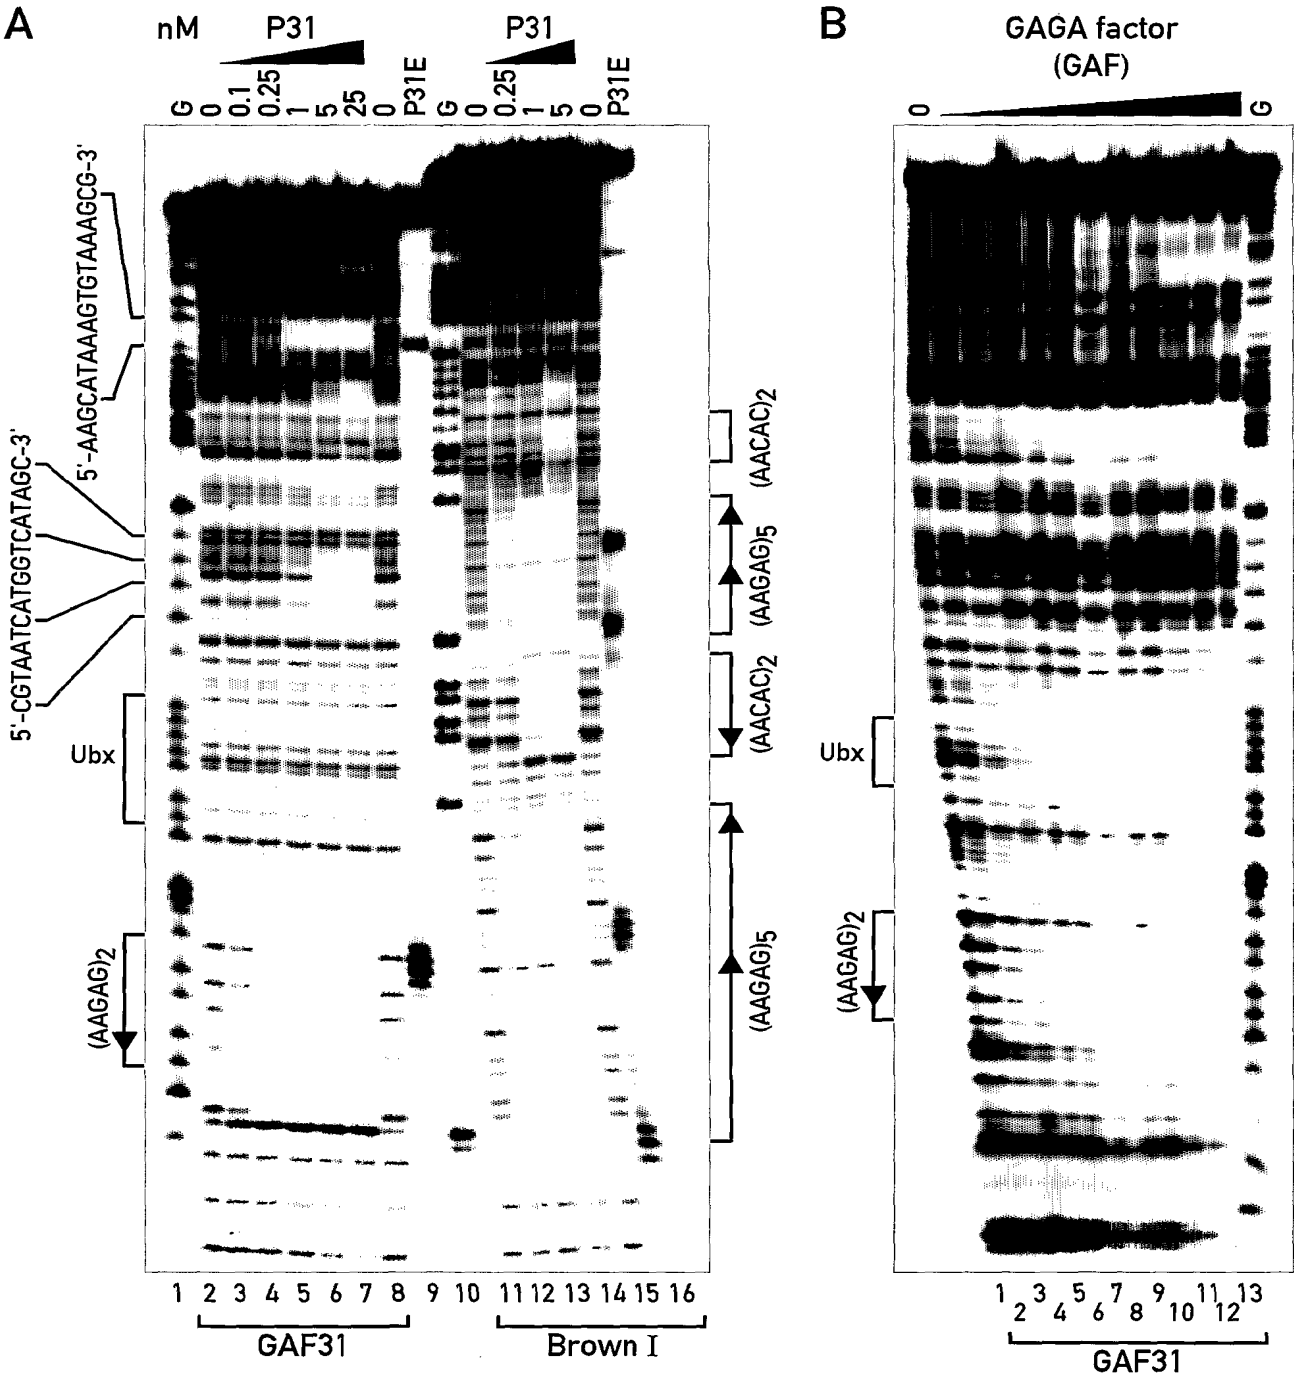 A
nM
P31
G
0
0.1
0.25
1
5
25
0
P31E
P31
G
0
0.25
1
5
0
P31E
5'-AAGCATAAAGTGTAAAGCG-3'
5'-CGTAATCATGGTCATAGC-3'
Ubx
(AAGAG)2
(AACAC)2
(AAGAG)5
(AACAC)2
(AAGAG)5
1 2 3 4 5 6 7 8 9 10 11 12 13 14 15 16
GAF31
Brown I
B
GAGA factor
(GAF)
0
G
Ubx
(AAGAG)2
1 2 3 4 5 6 7 8 9 10 11 12 13
GAF31